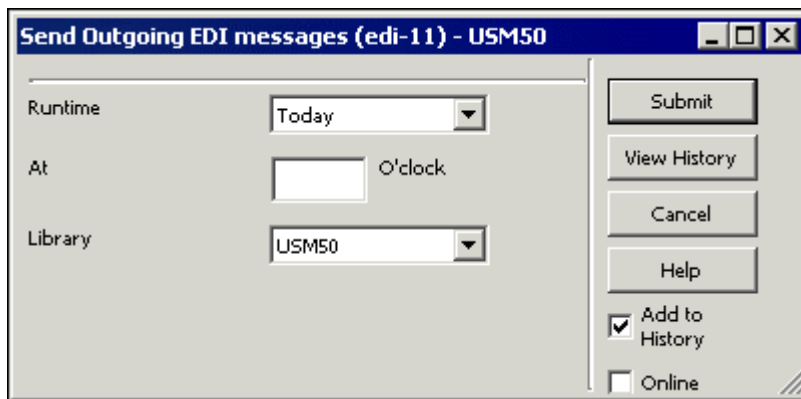 Send Outgoing EDI messages (edi-11) - USM50
Runtime
Today
At
O'clock
Library
USM50
Submit
View History
Cancel
Help
Add to
History
Online